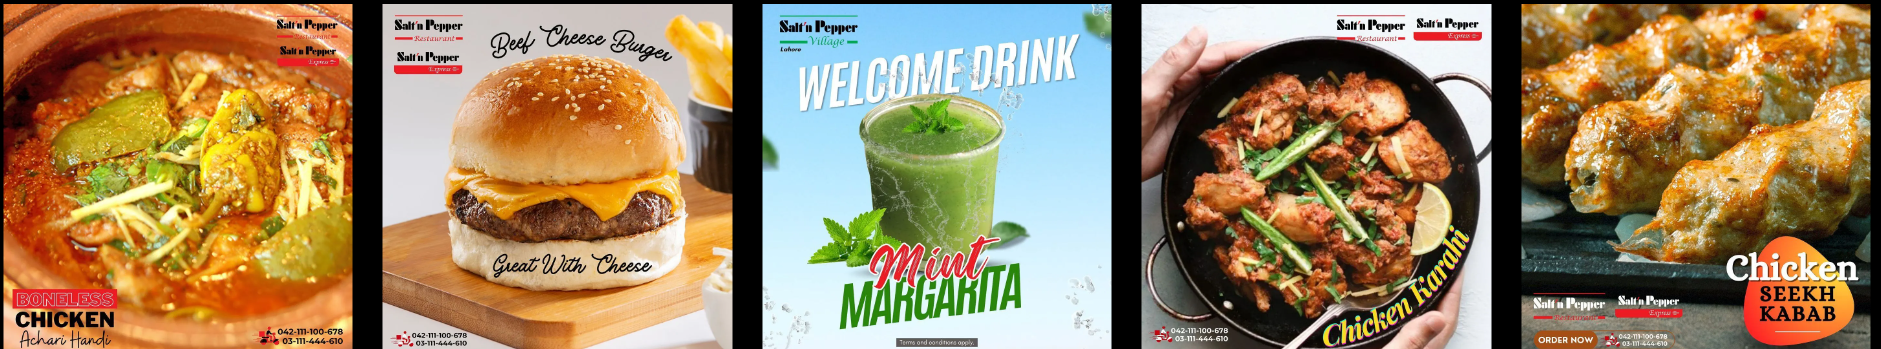 Salt'n Pepper
Restaurant
Salt'n Pepper
Express
BONELESS
CHICKEN
Achari Handi
042-111-100-678
03-111-444-610
Salt'n Pepper
Restaurant
Salt'n Pepper
Express
Beef Cheese Burger
Great With Cheese
042-111-100-678
03-111-444-610
Salt'n Pepper
Village
Lahore
WELCOME DRINK
Mint
MARGARITA
Terms and conditions apply.
Salt'n Pepper
Restaurant
Salt'n Pepper
Express
Chicken Karahi
042-111-100-678
03-111-444-610
Chicken
SEEKH
KABAB
Salt'n Pepper
Restaurant
Salt'n Pepper
Express
ORDER NOW
042-111-100-678
03-111-444-610